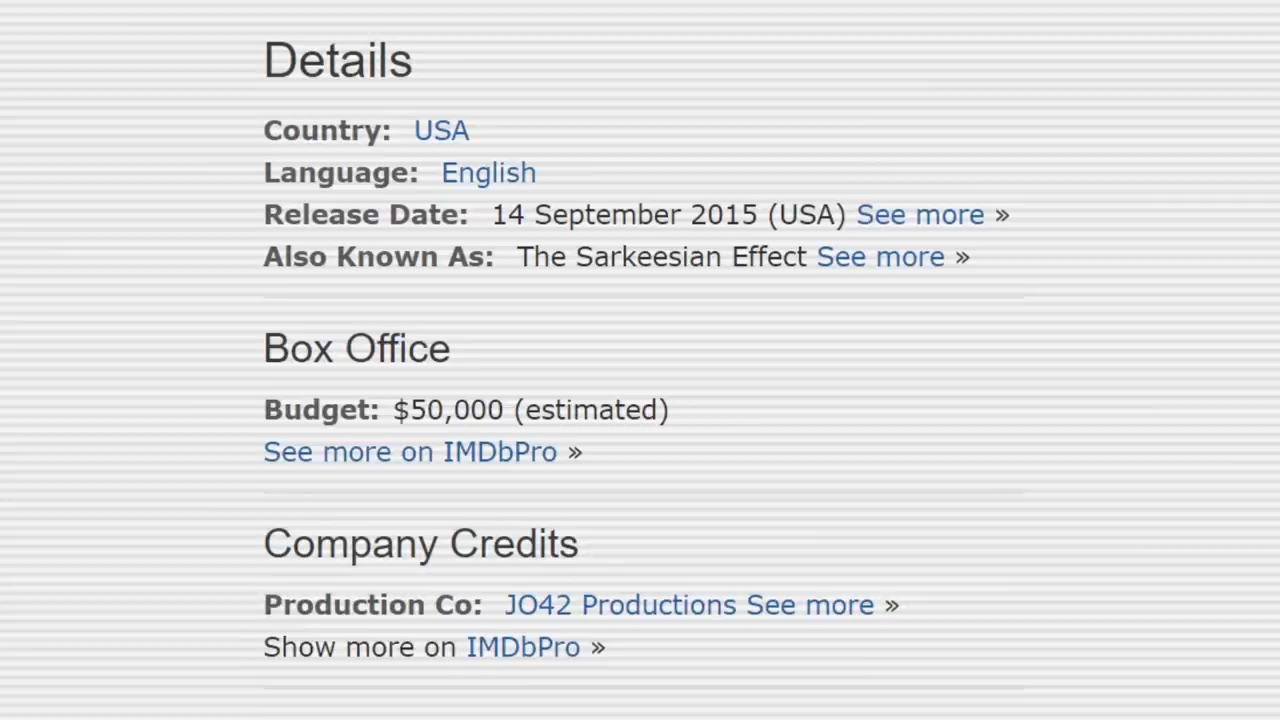 Details
Country: USA
Language: English
Release Date: 14 September 2015 (USA) See more »
Also Known As: The Sarkeesian Effect See more »
Box Office
Budget: $50,000 (estimated)
See more on IMDbPro »
Company Credits
Production Co: JO42 Productions See more »
Show more on IMDbPro »